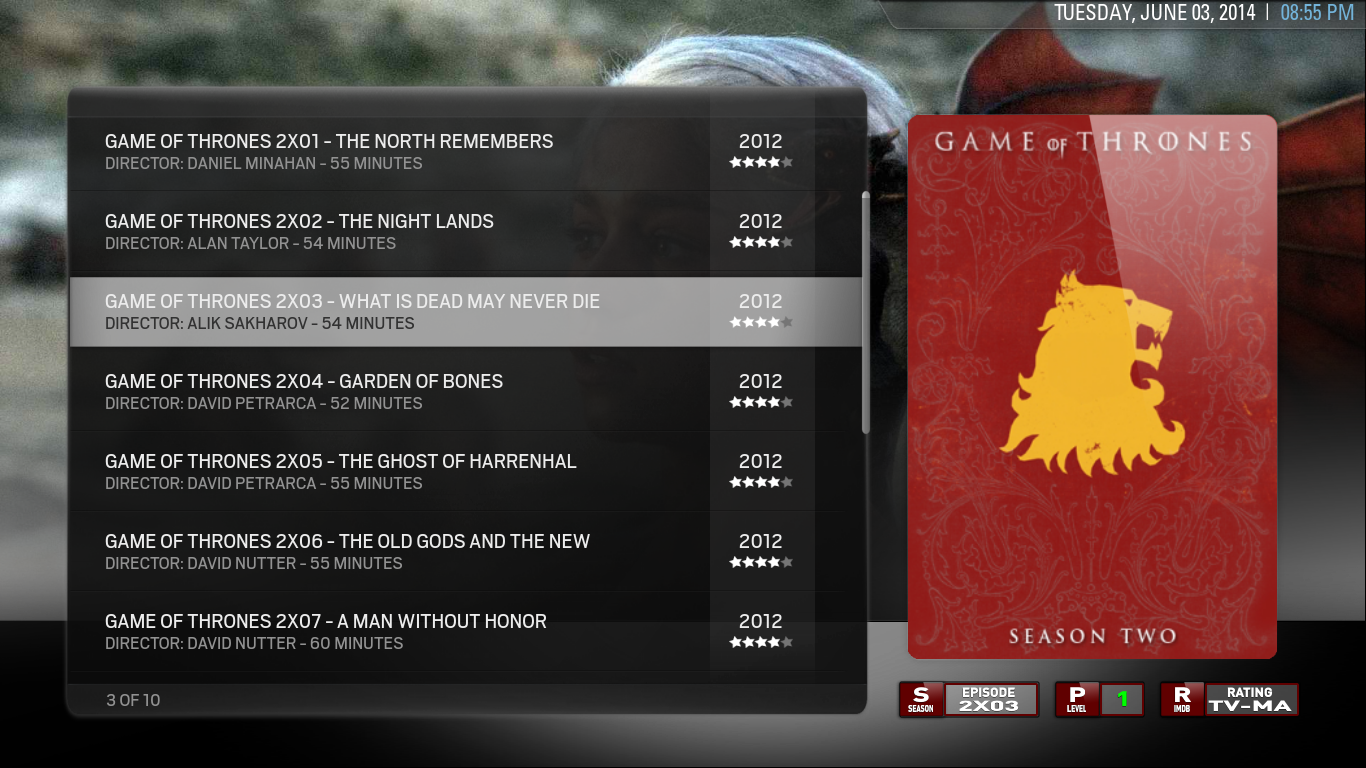 TUESDAY, JUNE 03, 2014 | 08:55 PM
GAME OF THRONES 2X01 - THE NORTH REMEMBERS
2012
DIRECTOR: DANIEL MINAHAN - 55 MINUTES
GAME OF THRONES 2X02 - THE NIGHT LANDS
2012
DIRECTOR: ALAN TAYLOR - 54 MINUTES
GAME OF THRONES 2X03 - WHAT IS DEAD MAY NEVER DIE
2012
DIRECTOR: ALIK SAKHAROV - 54 MINUTES
GAME OF THRONES 2X04 - GARDEN OF BONES
2012
DIRECTOR: DAVID PETRARCA - 52 MINUTES
GAME OF THRONES 2X05 - THE GHOST OF HARRENHAL
2012
DIRECTOR: DAVID PETRARCA - 55 MINUTES
GAME OF THRONES 2X06 - THE OLD GODS AND THE NEW
2012
DIRECTOR: DAVID NUTTER - 55 MINUTES
GAME OF THRONES 2X07 - A MAN WITHOUT HONOR
2012
DIRECTOR: DAVID NUTTER - 60 MINUTES
3 OF 10
GAME OF THRONES
SEASON TWO
S
SEASON
EPISODE
2X03
P
LEVEL
1
R
IMDB
RATING
TV-MA